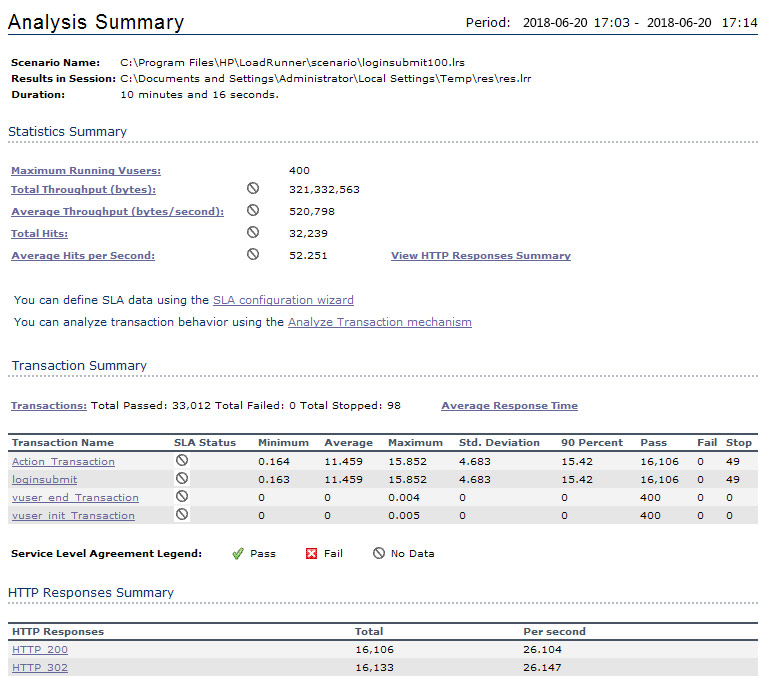 Analysis Summary Period: 2018-06-20 17:03 - 2018-06-20 17:14
Scenario Name: C:\Program Files\HP\LoadRunner\scenario\loginsubmit100.lrs
Results in Session: C:\Documents and Settings\Administrator\Local Settings\Temp\res\res.lrr
Duration: 10 minutes and 16 seconds.
Statistics Summary
Maximum Running Vusers: 400
Total Throughput (bytes): 321,332,563
Average Throughput (bytes/second): 520,798
Total Hits: 32,239
Average Hits per Second: 52.251 View HTTP Responses Summary
You can define SLA data using the SLA configuration wizard
You can analyze transaction behavior using the Analyze Transaction mechanism
Transaction Summary
Transactions: Total Passed: 33,012 Total Failed: 0 Total Stopped: 98 Average Response Time
Transaction Name SLA Status Minimum Average Maximum Std. Deviation 90 Percent Pass Fail Stop
Action_Transaction 0.164 11.459 15.852 4.683 15.42 16,106 0 49
loginsubmit 0.163 11.459 15.852 4.683 15.42 16,106 0 49
vuser_end_Transaction 0 0 0.004 0 0 400 0 0
vuser_init_Transaction 0 0 0.005 0 0 400 0 0
Service Level Agreement Legend: Pass Fail No Data
HTTP Responses Summary
HTTP Responses Total Per second
HTTP_200 16,106 26.104
HTTP_302 16,133 26.147